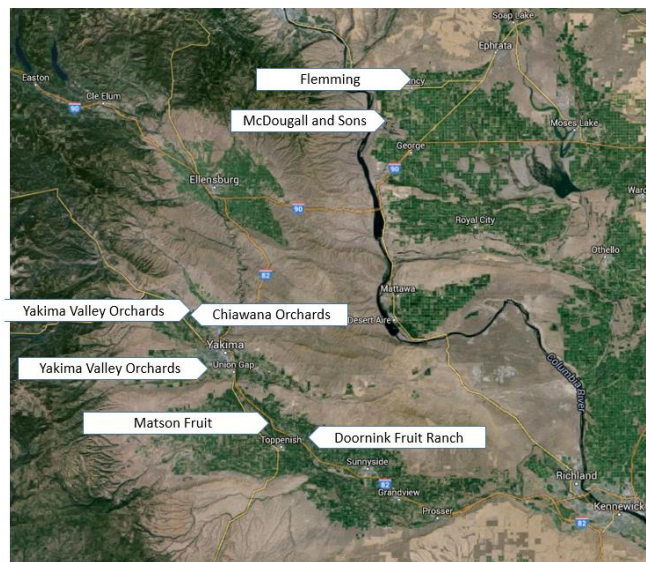 Soap Lake
Ephrata
Flemming
ncy
Easton
Cle Elum
90
McDougall and Sons
Moses Lake
George
90
Ellensburg
90
Royal City
82
Othello
Mattawa
Yakima Valley Orchards
Chiawana Orchards
Desert Aire
Yakima
Columbia River
Yakima Valley Orchards
Union Gap
Matson Fruit
Doornink Fruit Ranch
Toppenish
Sunnyside
82
Grandview
Richland
Prosser
Kennewick
82